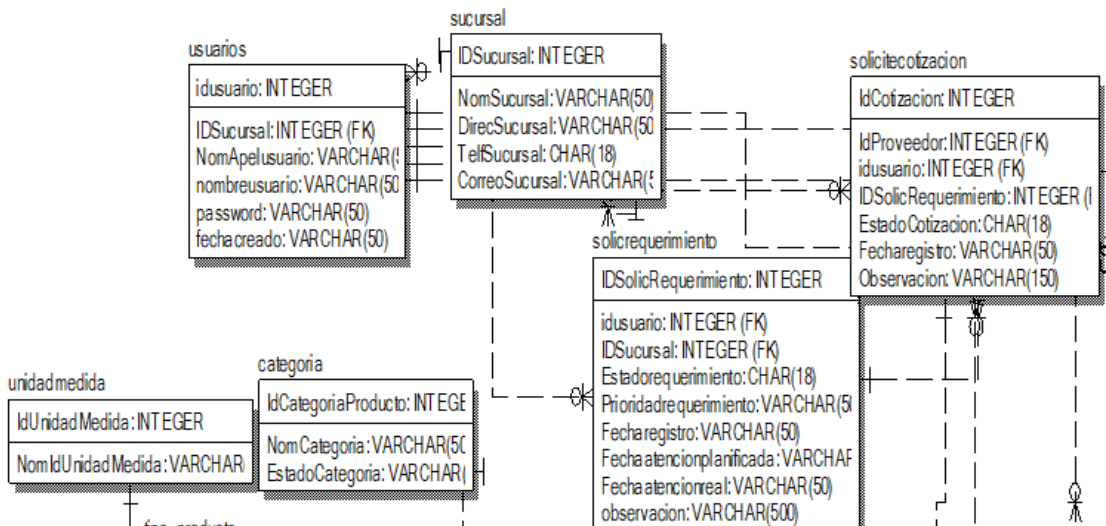 sucursal
IDSucursal: INTEGER
NomSucursal: VARCHAR(50)
DirecSucursal: VARCHAR(50
TelfSucursal: CHAR(18)
CorreoSucursal: VARCHAR(5
usuarios
idusuario: INTEGER
IDSucursal: INTEGER (FK)
NomApelusuario: VARCHAR(5
nombreusuario: VARCHAR(50
password: VARCHAR(50)
fechacreado: VARCHAR(50)
solicitecotizacion
IdCotizacion: INTEGER
IdProveedor: INTEGER (FK)
idusuario: INTEGER (FK)
IDSolicRequerimiento: INTEGER (
EstadoCotizacion: CHAR(18)
Fecharegistro: VARCHAR(50)
Observacion: VARCHAR(150)
solicrequerimiento
IDSolicRequerimiento: INTEGER
idusuario: INTEGER (FK)
IDSucursal: INTEGER (FK)
Estadorequerimiento: CHAR(18)
Prioridadrequerimiento: VARCHAR(5
Fecharegistro: VARCHAR(50)
Fechaatencionplanificada: VARCHAR
Fechaatencionreal: VARCHAR(50)
observacion: VARCHAR(500)
categoria
IdCategoriaProducto: INTEGE
NomCategoria: VARCHAR(50
EstadoCategoria: VARCHAR(
unidadmedida
IdUnidadMedida: INTEGER
NomIdUnidadMedida: VARCHAR